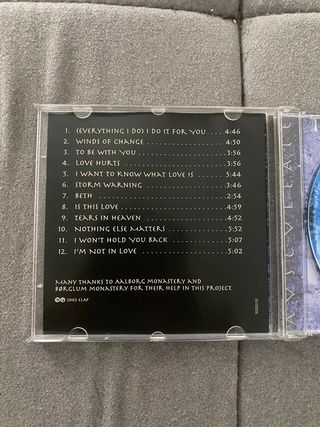 1. (EVERYTHING I DO) I DO IT FOR YOU ... 4:46
2. WINDS OF CHANGE ... 4:50
3. TO BE WITH YOU ... 3:56
4. LOVE HURTS ... 3:56
5. I WANT TO KNOW WHAT LOVE IS ... 5:44
6. STORM WARNING ... 3:46
7. BETH ... 2:54
8. IS THIS LOVE ... 4:59
9. TEARS IN HEAVEN ... 4:52
10. NOTHING ELSE MATTERS ... 5:52
11. I WON'T HOLD YOU BACK ... 5:07
12. I'M NOT IN LOVE ... 5:02
MANY THANKS TO AALBORG MONASTERY AND
BØRGLUM MONASTERY FOR THEIR HELP IN THIS PROJECT
℗© 2003 ELAP